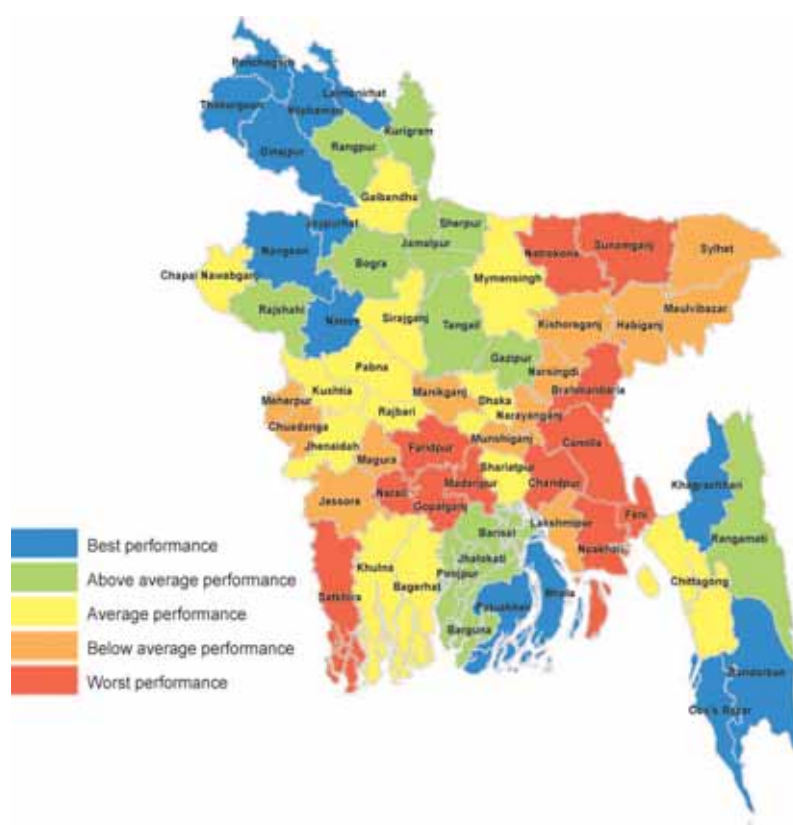 Panchagarh
Lalmonirhat
Thakurgaon
Nilphamari
Kurigram
Rangpur
Dinajpur
Gaibandha
Sherpur
Joypurhat
Jamalpur
Netrokona
Sunamganj
Sylhet
Naogaon
Bogra
Mymensingh
Chapai Nawabganj
Maulvibazar
Rajshahi
Natore
Sirajganj
Tangail
Kishoreganj
Habiganj
Gazipur
Narsingdi
Pabna
Brahmanbaria
Kushtia
Manikganj
Dhaka
Meherpur
Rajbari
Narayanganj
Chuadanga
Munshiganj
Comilla
Jhenaidah
Faridpur
Magura
Shariatpur
Khagrachhari
Narail
Madaripur
Chandpur
Jessore
Gopalganj
Feni
Lakshmipur
Barisal
Rangamati
Noakhali
Jhalokati
Khulna
Pirojpur
Bagerhat
Chittagong
Satkhira
Patuakhali
Bhola
Barguna
Bandarban
Cox's Bazar
Best performance
Above average performance
Average performance
Below average performance
Worst performance